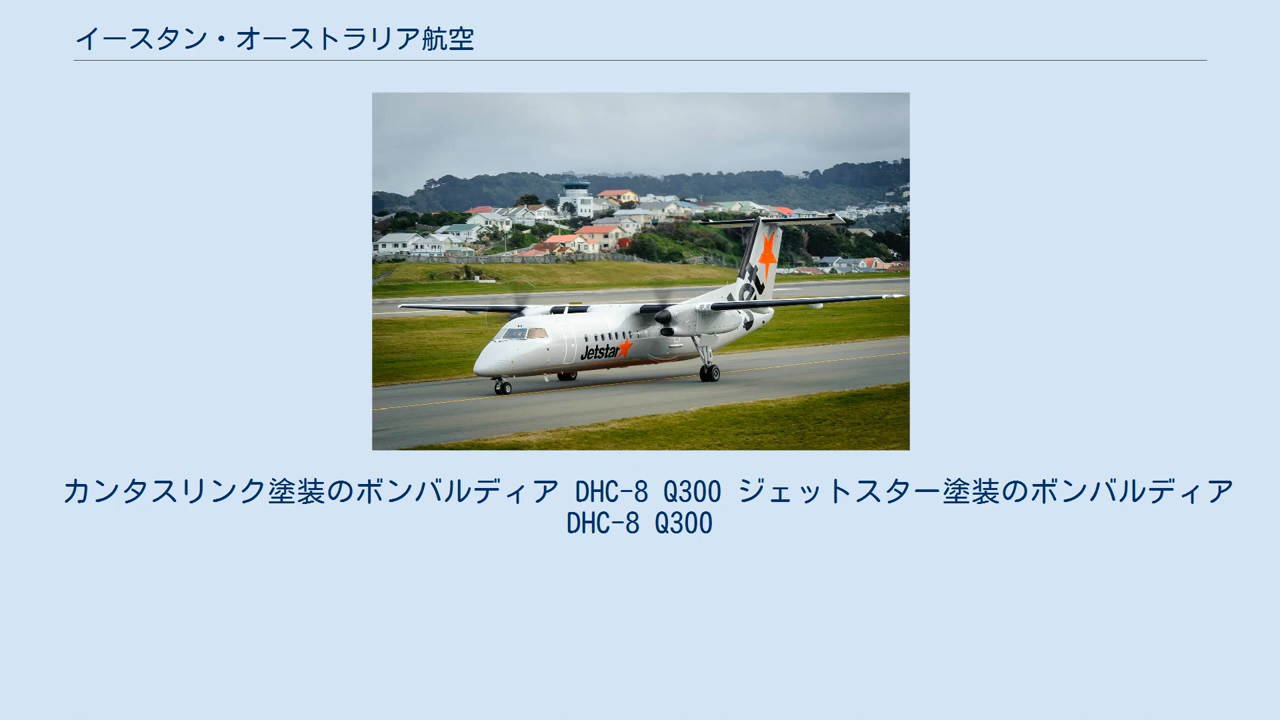 イースタン・オーストラリア航空
Jetstar
Jet
カンタスリンク塗装のボンバルディア DHC-8 Q300 ジェットスター塗装のボンバルディア
DHC-8 Q300